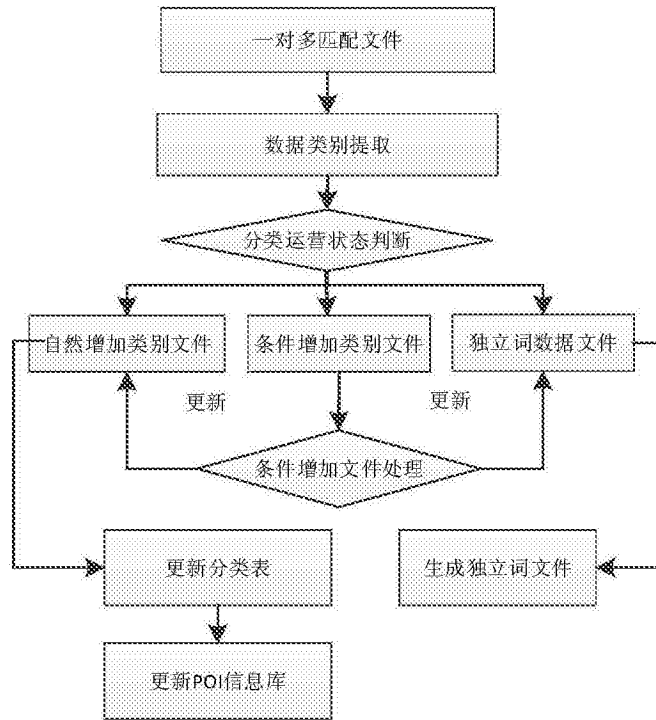 一对多匹配文件
数据类别提取
分类运营状态判断
自然增加类别文件
条件增加类别文件
独立词数据文件
更新
更新
条件增加文件处理
更新分类表
生成独立词文件
更新POI信息库